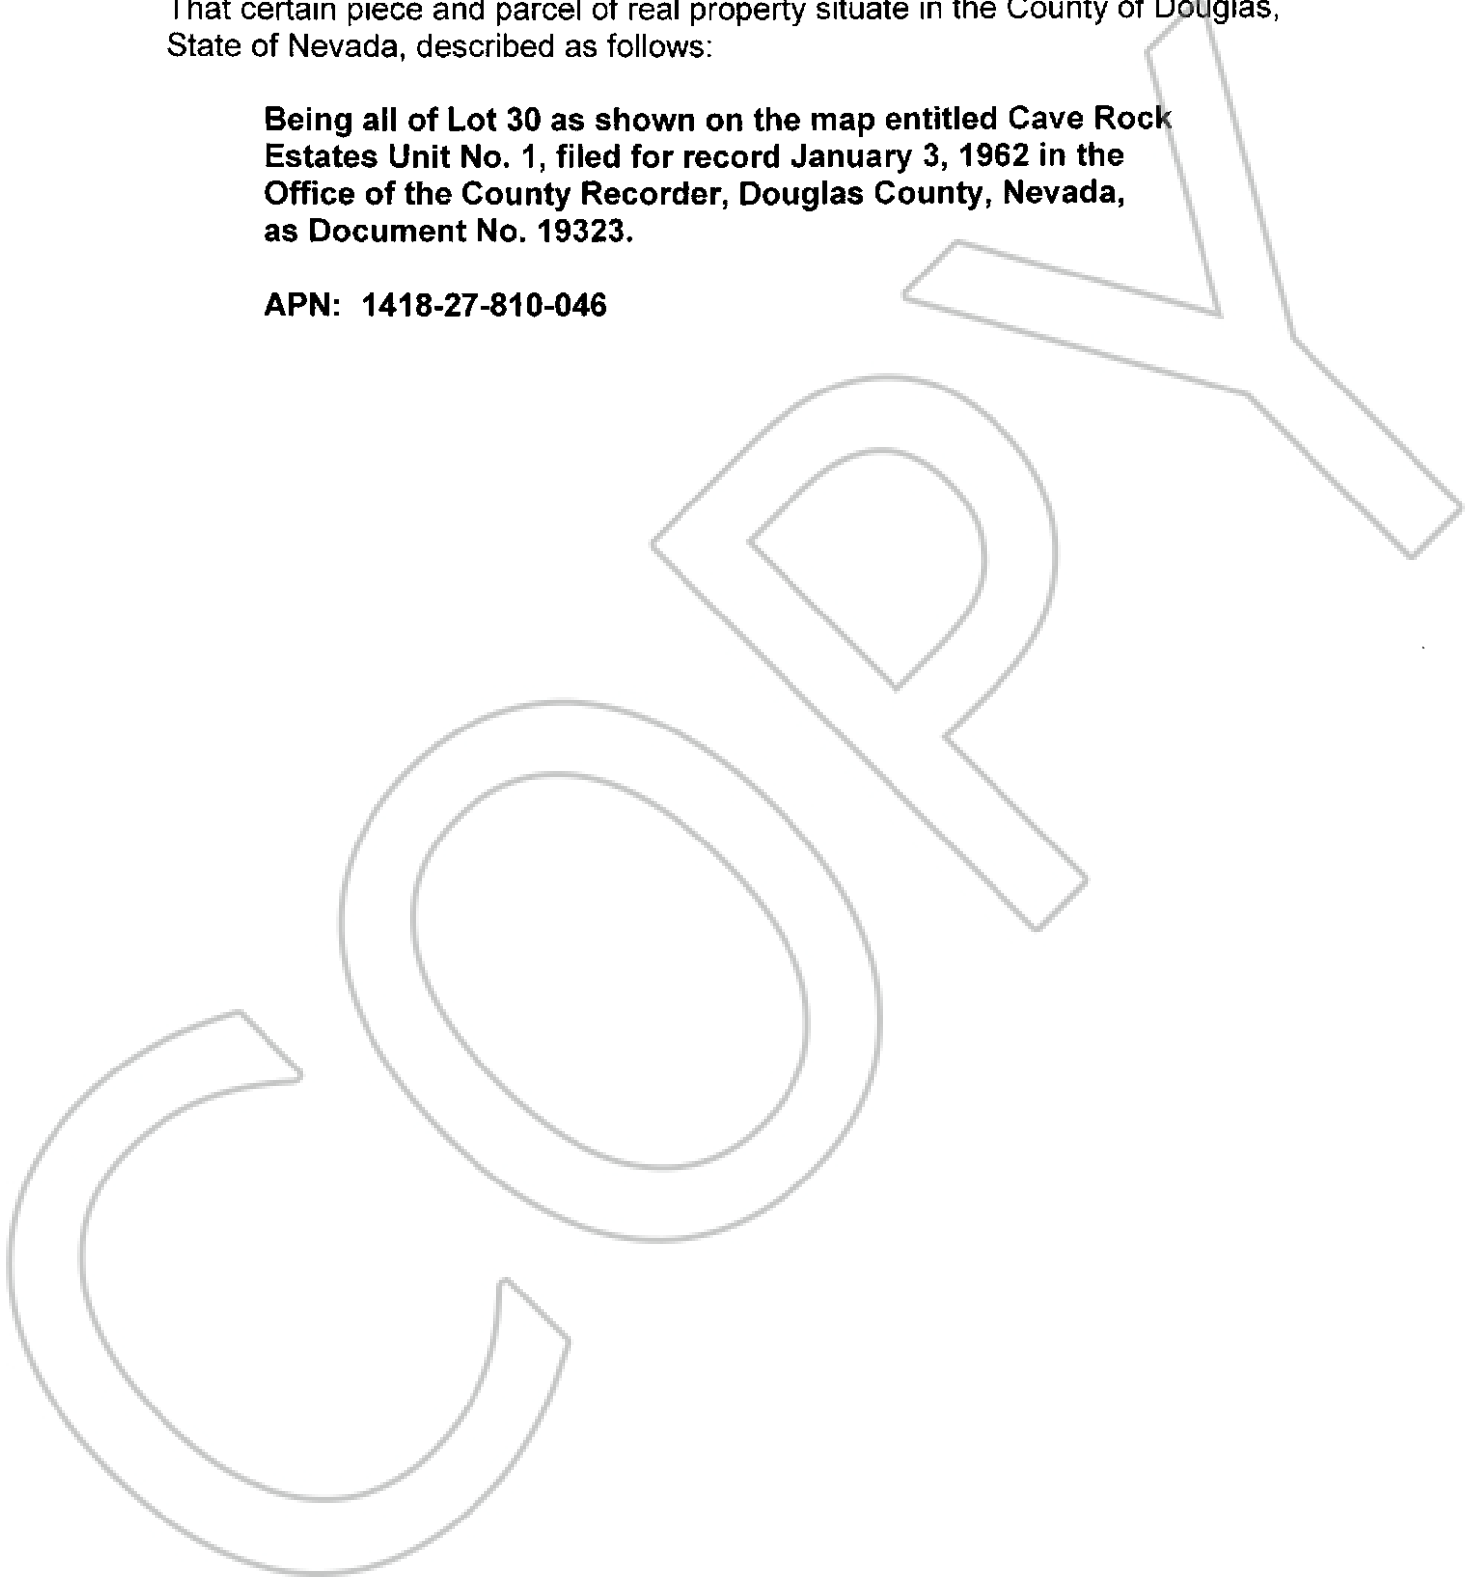 That certain piece and parcel of real property situate in the County of Douglas,
State of Nevada, described as follows:
Being all of Lot 30 as shown on the map entitled Cave Rock
Estates Unit No. 1, filed for record January 3, 1962 in the
Office of the County Recorder, Douglas County, Nevada,
as Document No. 19323.
APN: 1418-27-810-046
COPY